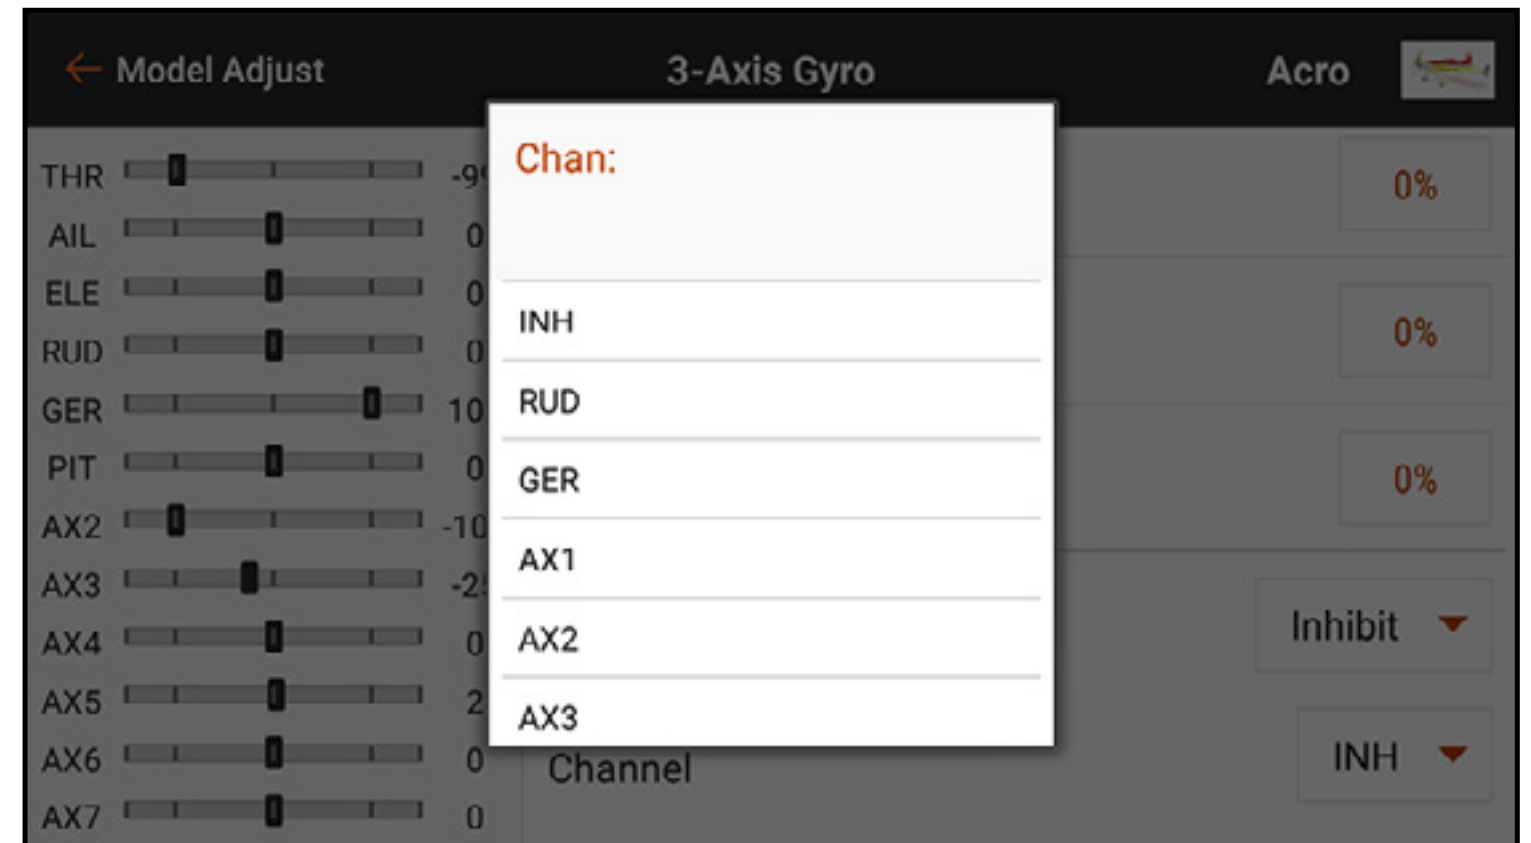 Model Adjust 3-Axis Gyro Acro
Chan:
INH
RUD
GER
AX1
AX2
AX3
THR
AIL 0
ELE 0
RUD 0
GER
PIT 0
AX2
AX3
AX4 0
AX5 2
AX6 0
AX7 0
0%
0%
0%
Inhibit
Channel INH